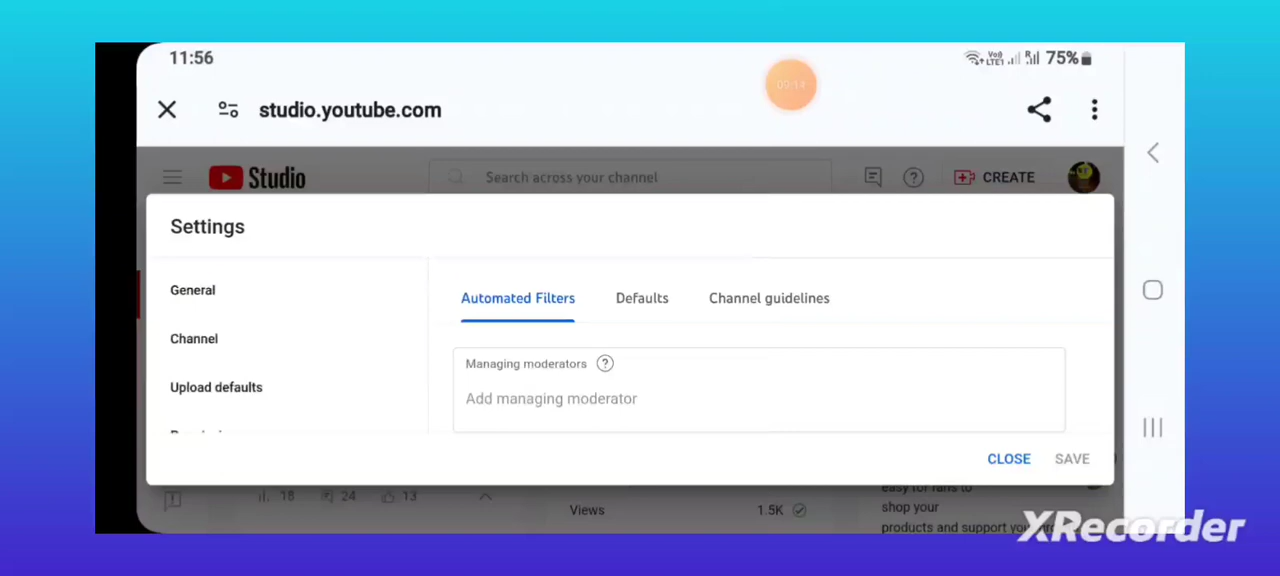 11:56
75%
studio.youtube.com
Studio
Search across your channel
CREATE
Settings
General
Automated Filters
Defaults
Channel guidelines
Channel
Managing moderators
Upload defaults
Add managing moderator
CLOSE
SAVE
18
24
13
easy for fans to
Views
1.5K
shop your
products and support
XRecorder